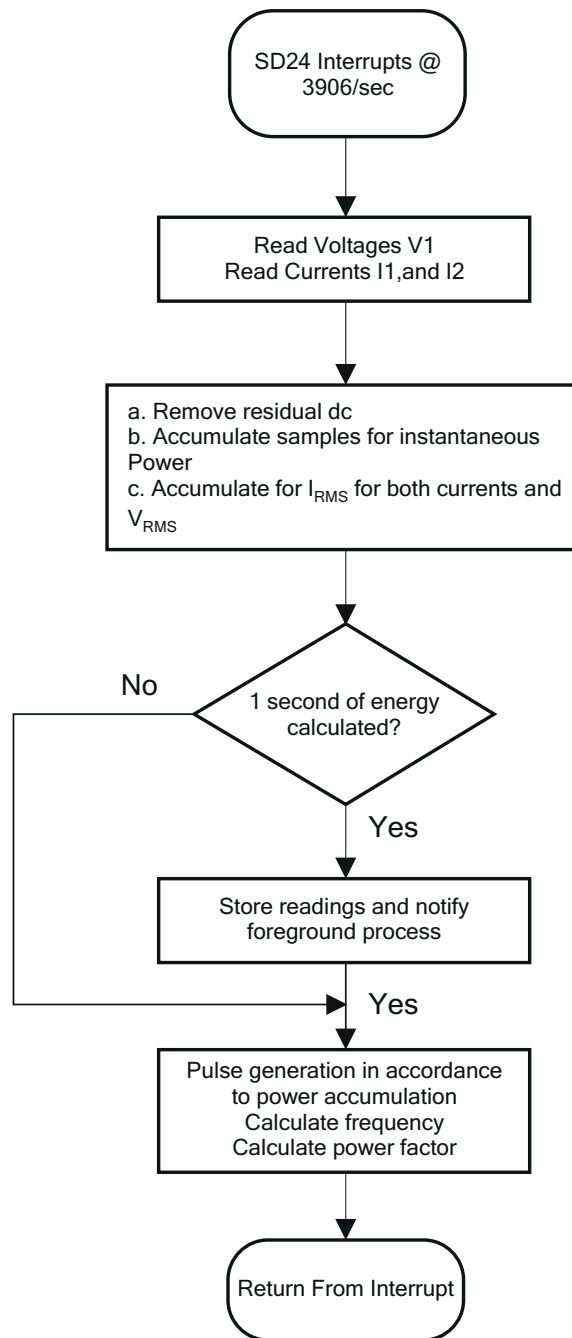 SD24 Interrupts @
3906/sec
Read Voltages V1
Read Currents I1,and I2
a. Remove residual dc
b. Accumulate samples for instantaneous
Power
c. Accumulate for I_RMS for both currents and
V_RMS
No
1 second of energy
calculated?
Yes
Store readings and notify
foreground process
Yes
Pulse generation in accordance
to power accumulation
Calculate frequency
Calculate power factor
Return From Interrupt